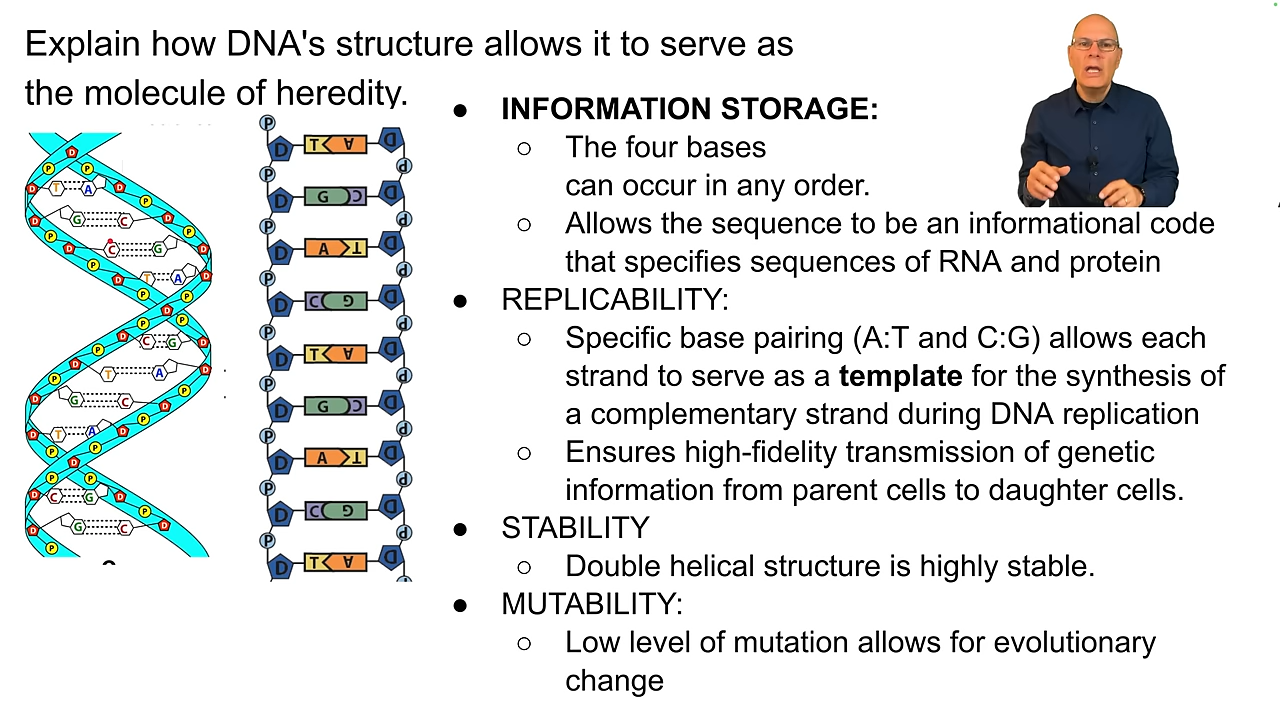 Explain how DNA's structure allows it to serve as
the molecule of heredity.
● INFORMATION STORAGE:
○ The four bases
can occur in any order.
○ Allows the sequence to be an informational code
that specifies sequences of RNA and protein
● REPLICABILITY:
○ Specific base pairing (A:T and C:G) allows each
strand to serve as a template for the synthesis of
a complementary strand during DNA replication
○ Ensures high-fidelity transmission of genetic
information from parent cells to daughter cells.
● STABILITY
○ Double helical structure is highly stable.
● MUTABILITY:
○ Low level of mutation allows for evolutionary
change
D
P P
D T A D
P
G C D
D P
P C G D
D
P T A D
D P P
D P
P C G D
P
D T A D
P
D G C D
P
D T A D
P P
D
P P
D C G D
P
D G C D
P
P
D T A D
P P
D G C D
P P
D A T D
P P
D C G D
P P
D T A D
P P
D G C D
P P
D A T D
P P
D C G D
P P
D T A D
P